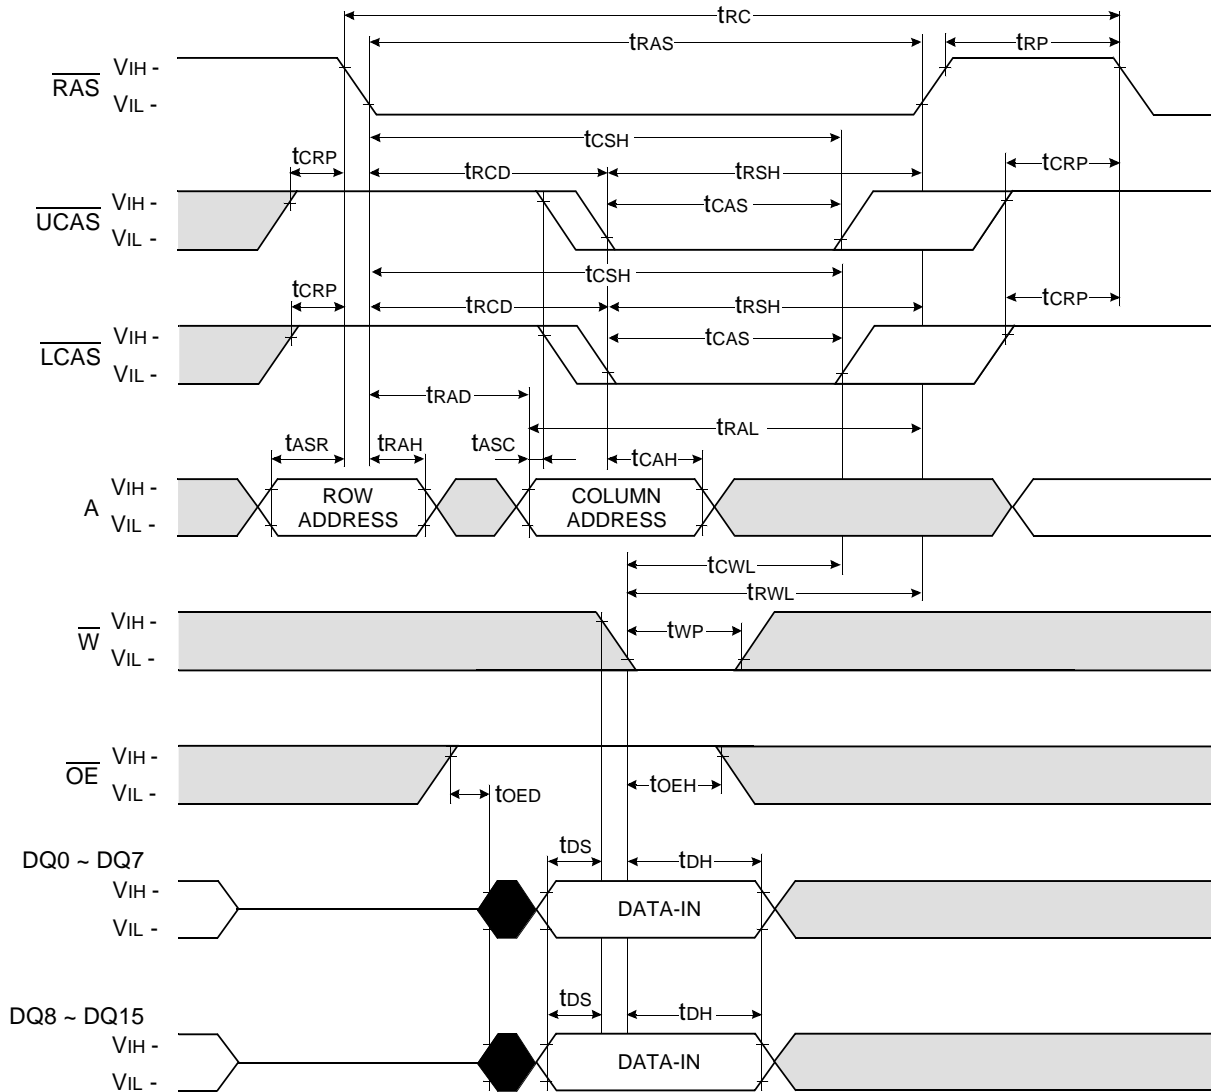 tRC
tRAS
tRP
RAS
VIH -
VIL -
tCSH
tCRP
tRCD
tRSH
tCRP
UCAS
VIH -
VIL -
tCAS
tCSH
tCRP
tRCD
tRSH
tCRP
LCAS
VIH -
VIL -
tCAS
tRAD
tRAL
tASR
tRAH
tASC
tCAH
A
VIH -
VIL -
ROW
ADDRESS
COLUMN
ADDRESS
tCWL
tRWL
W
VIH -
VIL -
tWP
OE
VIH -
VIL -
tOED
tOEH
DQ0 ~ DQ7
VIH -
VIL -
tDS
tDH
DATA-IN
DQ8 ~ DQ15
VIH -
VIL -
tDS
tDH
DATA-IN